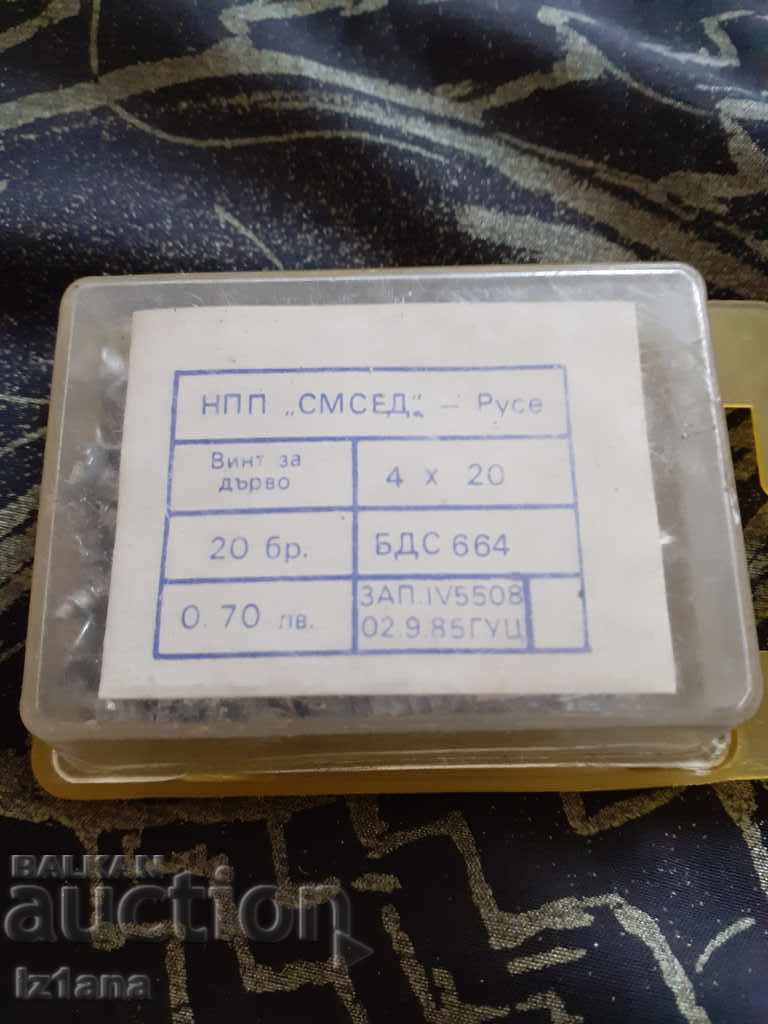 НПП „СМСЕД" – Русе
Винт за
дърво
4 x 20
20 бр.
БДС 664
0.70 лв.
ЗАП.IV5508
02.9.85ГУЦ
BALKAN
auction
iz1ana